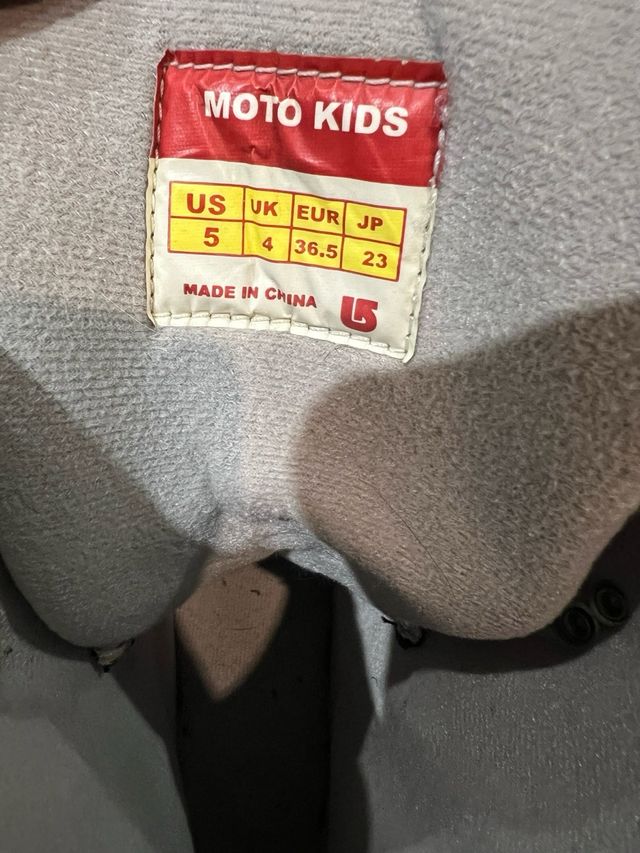 MOTO KIDS
US UK EUR JP
5 4 36.5 23
MADE IN CHINA